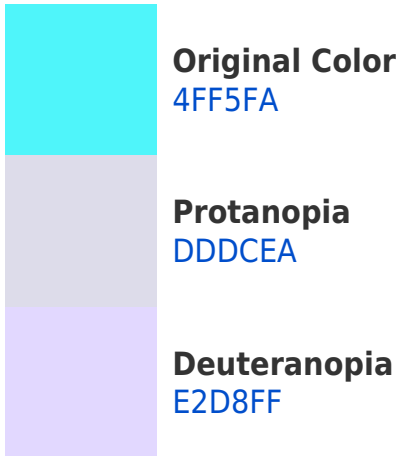 Original Color
4FF5FA
Protanopia
DDDCEA
Deuteranopia
E2D8FF